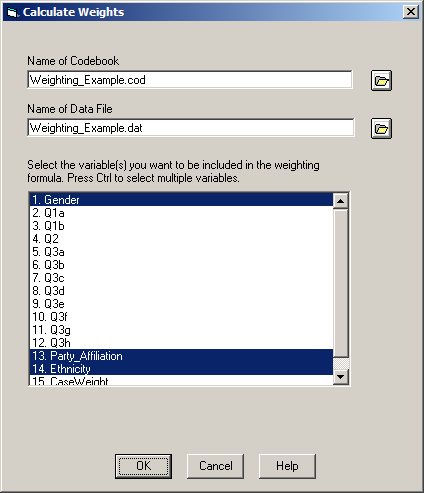 Calculate Weights
Name of Codebook
Weighting_Example.cod
Name of Data File
Weighting_Example.dat
Select the variable(s) you want to be included in the weighting
formula. Press Ctrl to select multiple variables.
1. Gender
2. Q1a
3. Q1b
4. Q2
5. Q3a
6. Q3b
7. Q3c
8. Q3d
9. Q3e
10. Q3f
11. Q3g
12. Q3h
13. Party_Affiliation
14. Ethnicity
15. CaseWeight
OK Cancel Help